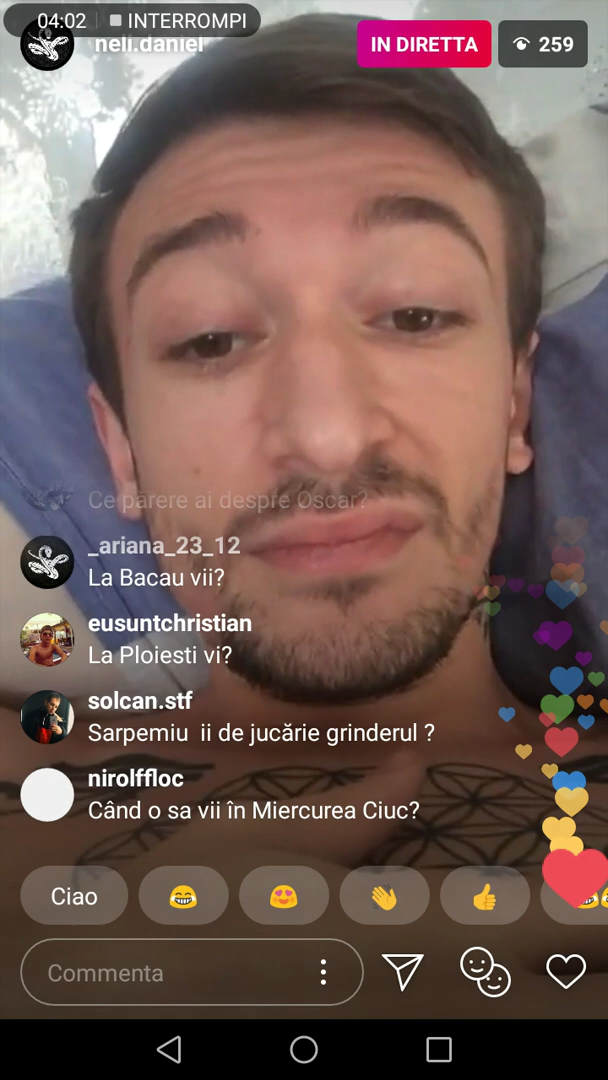 04:02 INTERROMPI
neli.daniel
IN DIRETTA
259
Ce părere ai despre Oscar?
_ariana_23_12
La Bacau vii?
eusuntchristian
La Ploiesti vi?
solcan.stf
Sarpemiu  ii de jucărie grinderul ?
nirolffloc
Când o sa vii în Miercurea Ciuc?
Ciao
Commenta